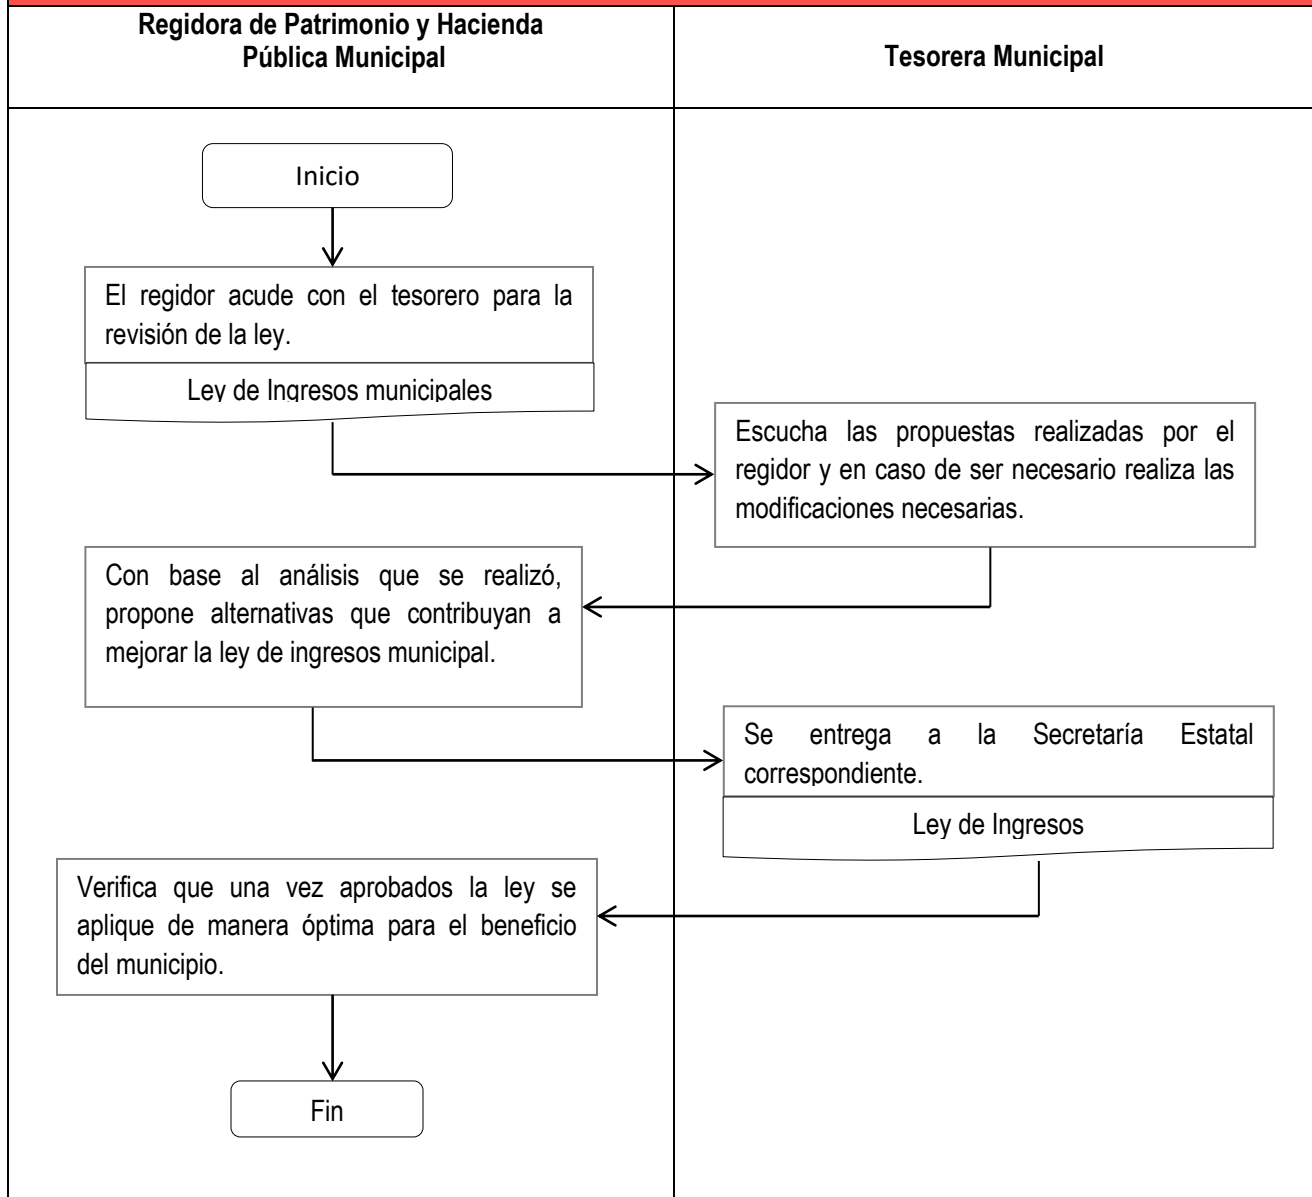 Regidora de Patrimonio y Hacienda
Pública Municipal
Tesorera Municipal
Inicio
El regidor acude con el tesorero para la
revisión de la ley.
Ley de Ingresos municipales
Escucha las propuestas realizadas por el
regidor y en caso de ser necesario realiza las
modificaciones necesarias.
Con base al análisis que se realizó,
propone alternativas que contribuyan a
mejorar la ley de ingresos municipal.
Se entrega a la Secretaría Estatal
correspondiente.
Ley de Ingresos
Verifica que una vez aprobados la ley se
aplique de manera óptima para el beneficio
del municipio.
Fin